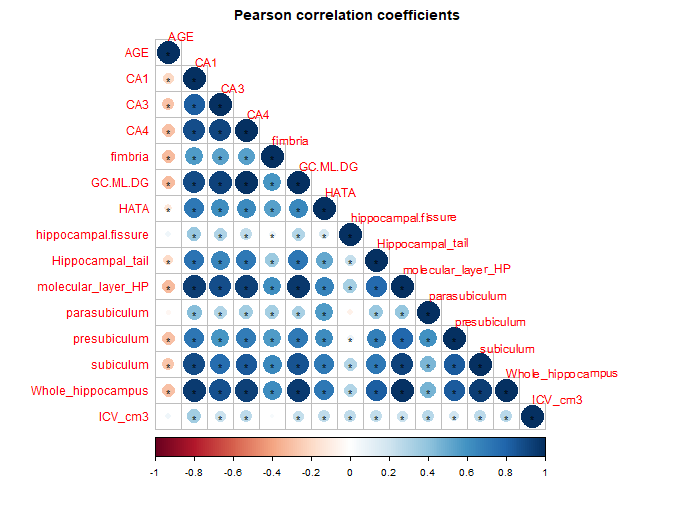 Pearson correlation coefficients
AGE
AGE
CA1
CA1
CA3
CA3
CA4
CA4
fimbria
fimbria
GC.ML.DG
GC.ML.DG
HATA
HATA
hippocampal.fissure
hippocampal.fissure
Hippocampal_tail
Hippocampal_tail
molecular_layer_HP
molecular_layer_HP
parasubiculum
parasubiculum
presubiculum
presubiculum
subiculum
subiculum
Whole_hippocampus
Whole_hippocampus
ICV_cm3
ICV_cm3
-1 -0.8 -0.6 -0.4 -0.2 0 0.2 0.4 0.6 0.8 1